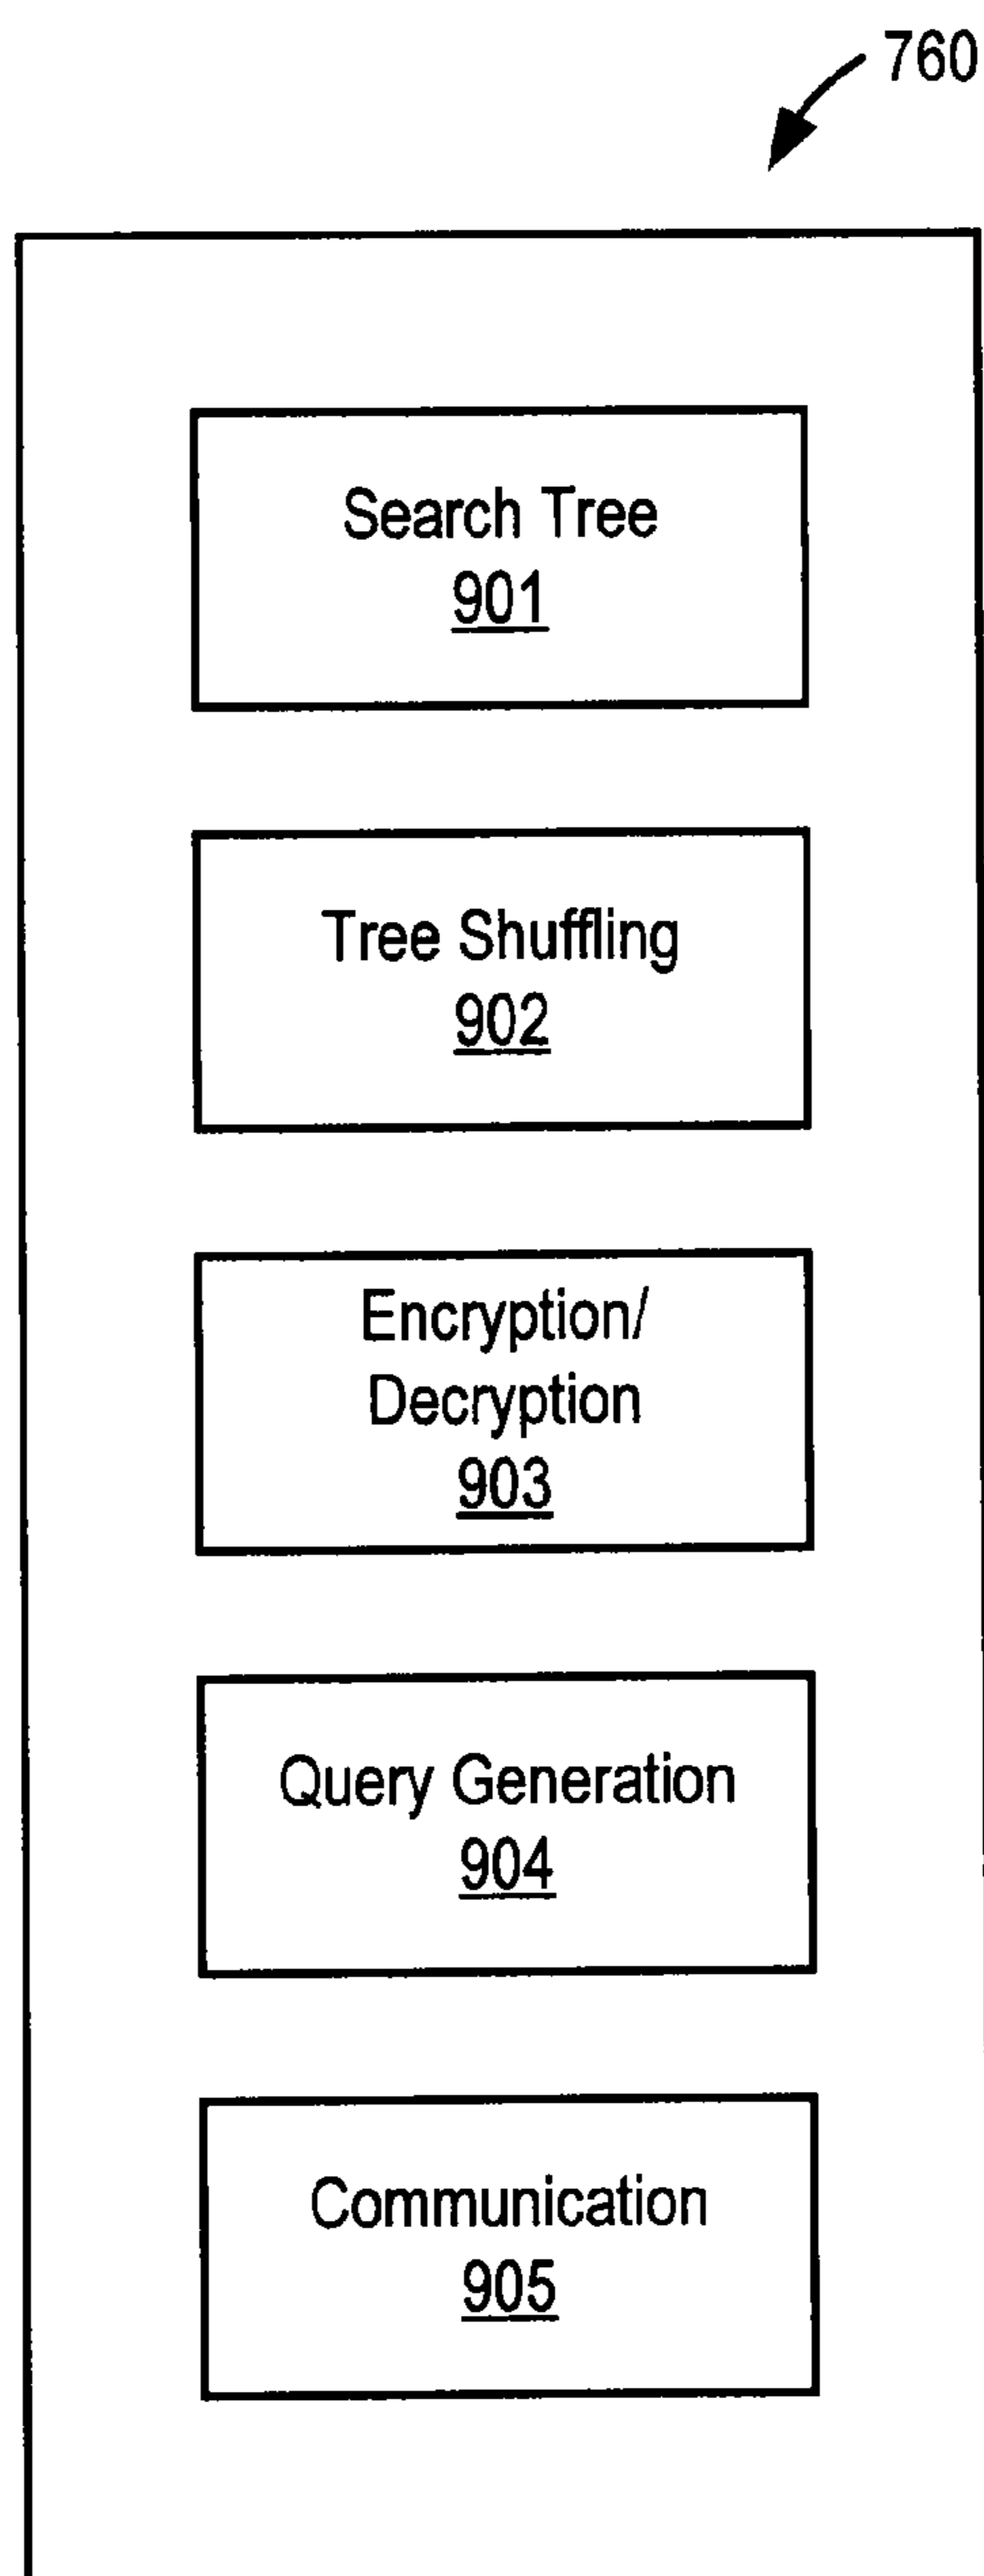 760
Search Tree
901
Tree Shuffling
902
Encryption/
Decryption
903
Query Generation
904
Communication
905